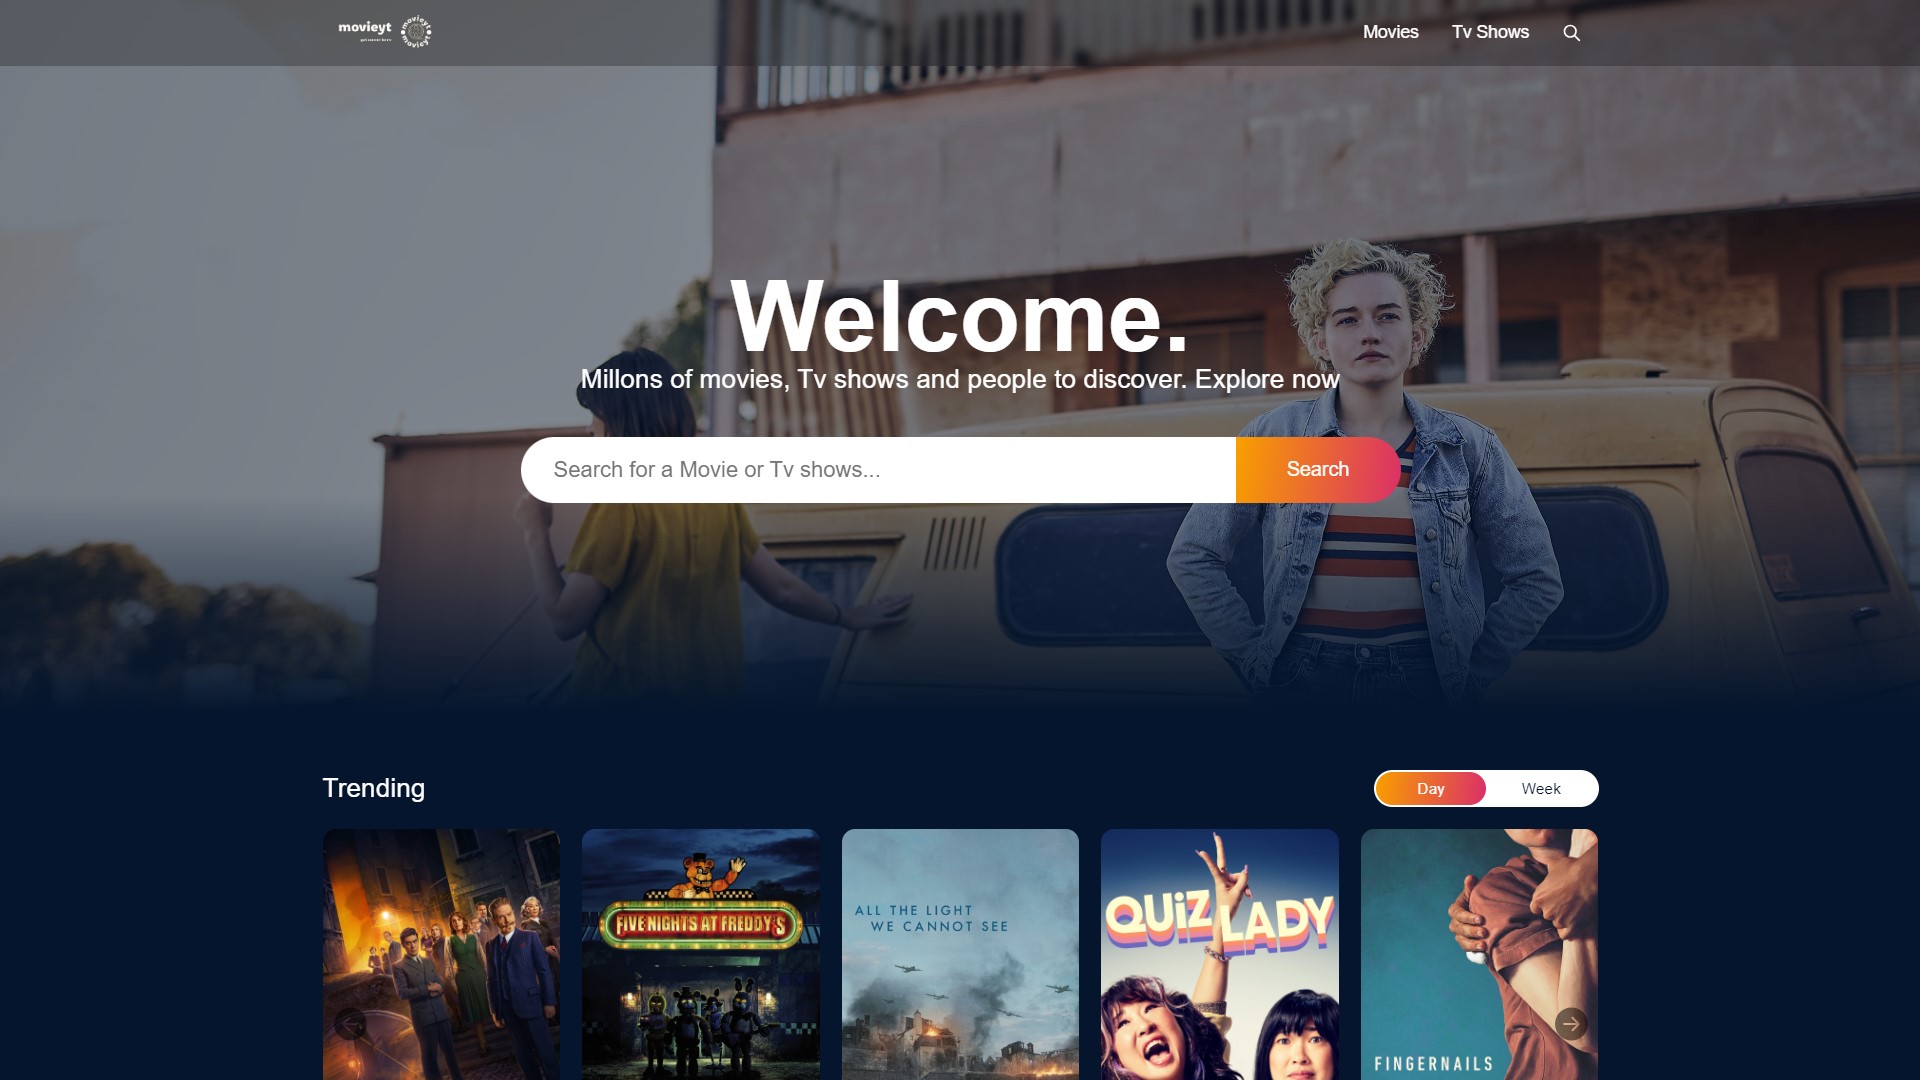 movieyt
Movies
Tv Shows
Welcome.
Millons of movies, Tv shows and people to discover. Explore now
Search for a Movie or Tv shows...
Search
Trending
Day
Week
FIVE NIGHTS AT FREDDY'S
ALL THE LIGHT
WE CANNOT SEE
QUiZ
LADY
FINGERNAILS